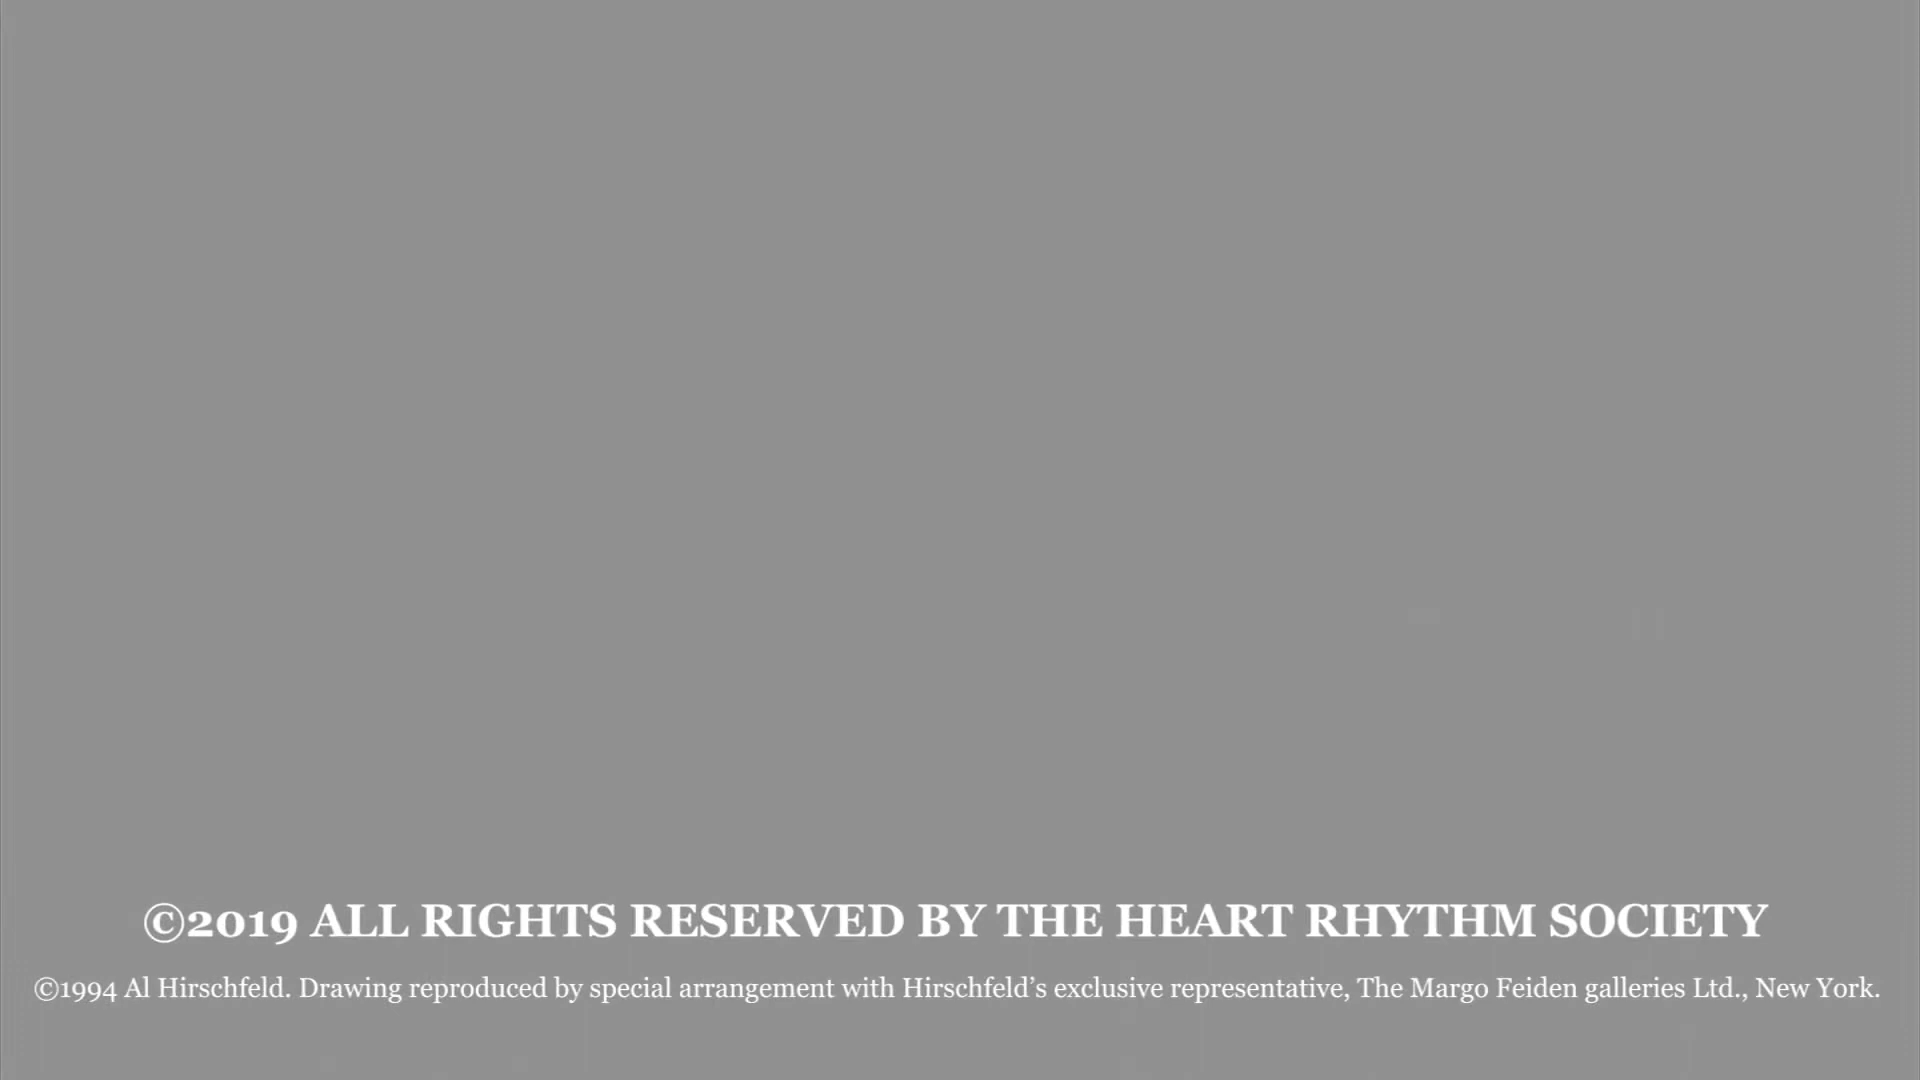 ©2019 ALL RIGHTS RESERVED BY THE HEART RHYTHM SOCIETY
©1994 Al Hirschfeld. Drawing reproduced by special arrangement with Hirschfeld’s exclusive representative, The Margo Feiden galleries Ltd., New York.